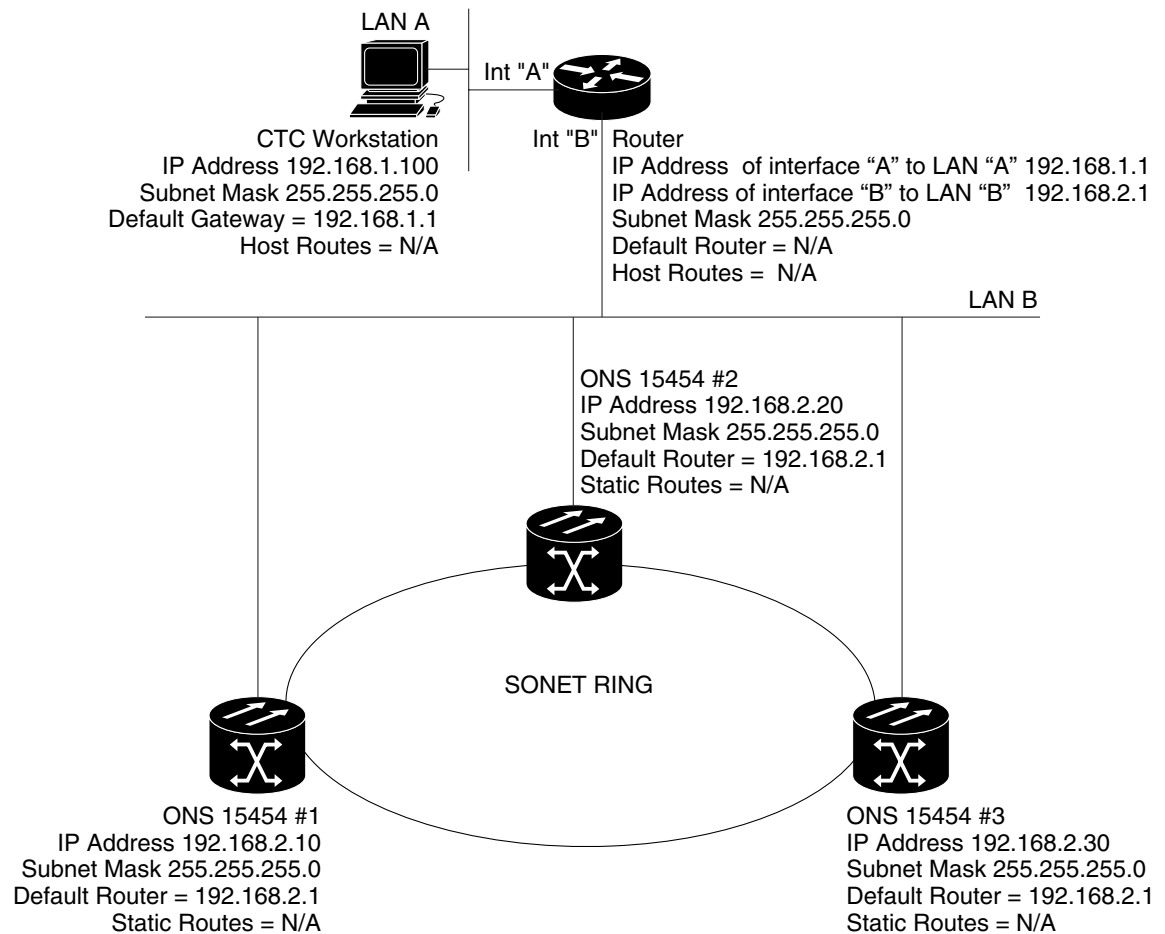 LAN A
Int "A"
CTC Workstation
IP Address 192.168.1.100
Subnet Mask 255.255.255.0
Default Gateway = 192.168.1.1
Host Routes = N/A
Int "B"
Router
IP Address of interface “A” to LAN “A” 192.168.1.1
IP Address of interface “B” to LAN “B” 192.168.2.1
Subnet Mask 255.255.255.0
Default Router = N/A
Host Routes = N/A
LAN B
ONS 15454 #2
IP Address 192.168.2.20
Subnet Mask 255.255.255.0
Default Router = 192.168.2.1
Static Routes = N/A
SONET RING
ONS 15454 #1
IP Address 192.168.2.10
Subnet Mask 255.255.255.0
Default Router = 192.168.2.1
Static Routes = N/A
ONS 15454 #3
IP Address 192.168.2.30
Subnet Mask 255.255.255.0
Default Router = 192.168.2.1
Static Routes = N/A